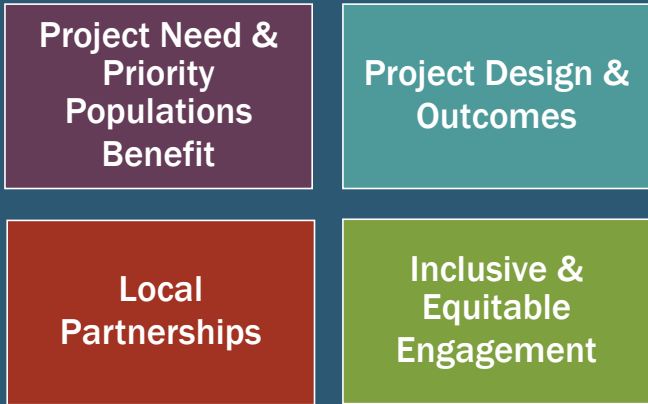 Project Need &
Priority
Populations
Benefit
Project Design &
Outcomes
Local
Partnerships
Inclusive &
Equitable
Engagement